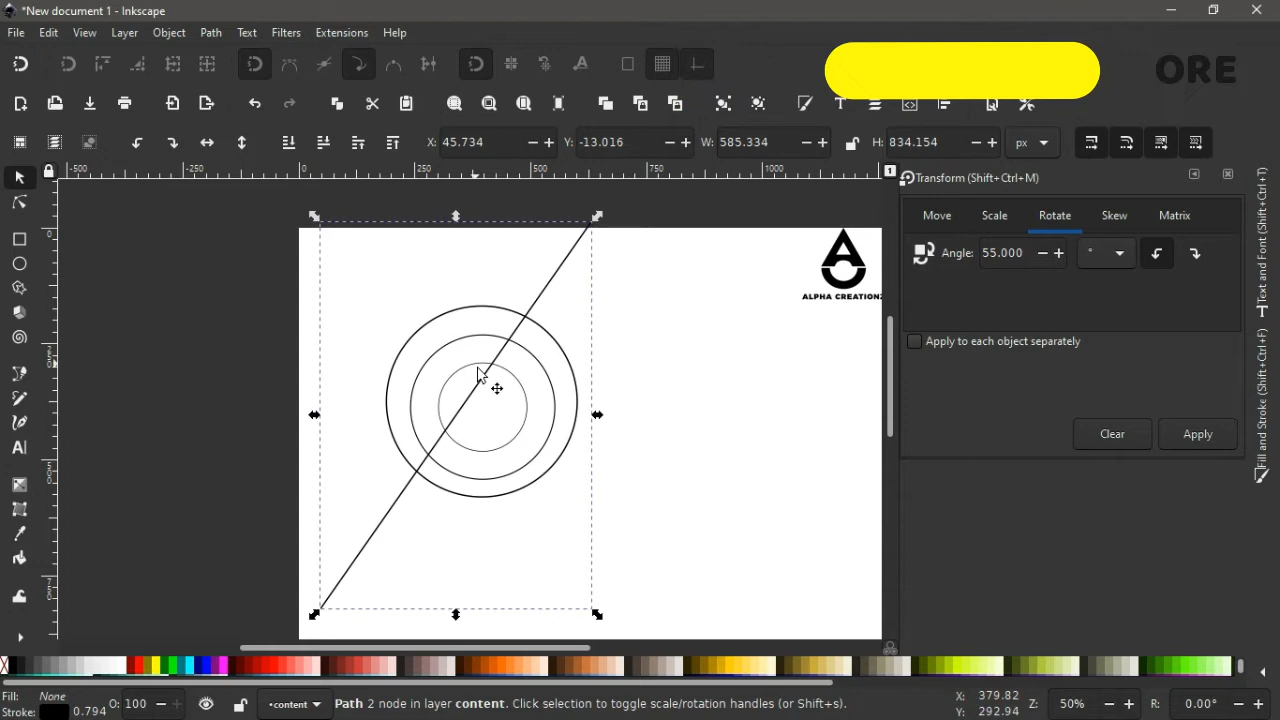 *New document 1 - Inkscape
File Edit View Layer Object Path Text Filters Extensions Help
ORE
X: 45.734 Y: -13.016 W: 585.334 H: 834.154 px
-500 -250 0 250 500 750 1000
1
Transform (Shift+Ctrl+M)
Move Scale Rotate Skew Matrix
Angle: 55.000 °
Apply to each object separately
Clear Apply
Text and Font (Shift+Ctrl+T)
Fill and Stroke (Shift+Ctrl+F)
ALPHA CREATIONZ
Fill: None
Stroke: 0.794
O: 100
•content
Path 2 node in layer content. Click selection to toggle scale/rotation handles (or Shift+s).
X: 379.82
Y: 292.94
Z: 50%
R: 0.00°